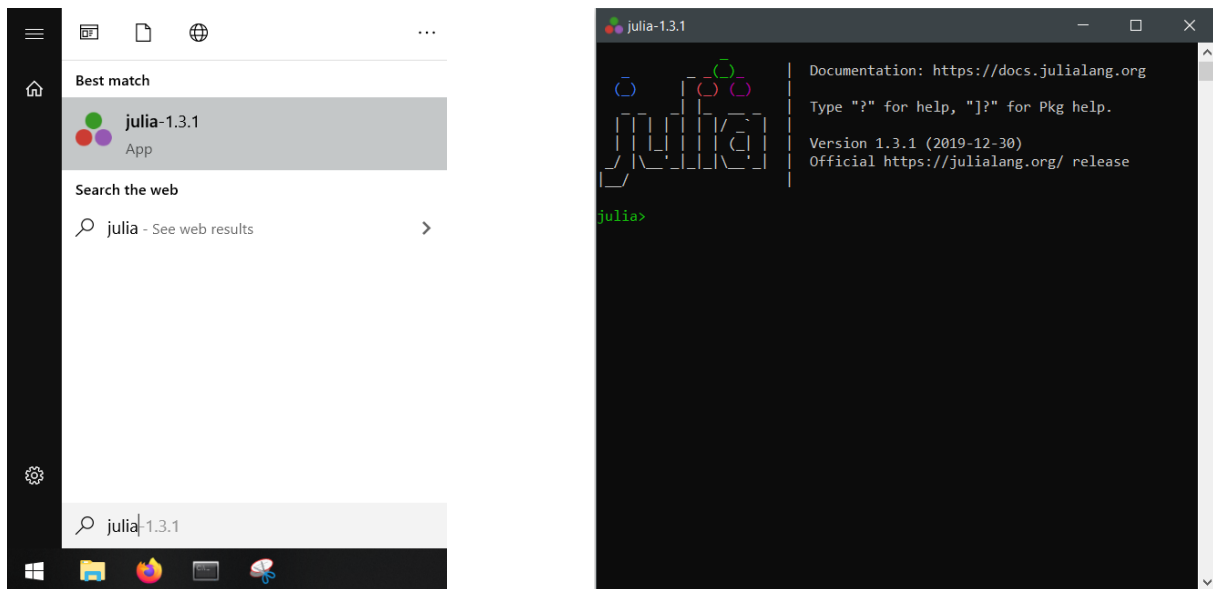 Best match
julia-1.3.1
App
Search the web
julia - See web results
julia-1.3.1
julia-1.3.1
julia
Documentation: https://docs.julialang.org
Type "?" for help, "]?" for Pkg help.
Version 1.3.1 (2019-12-30)
Official https://julialang.org/ release
julia>